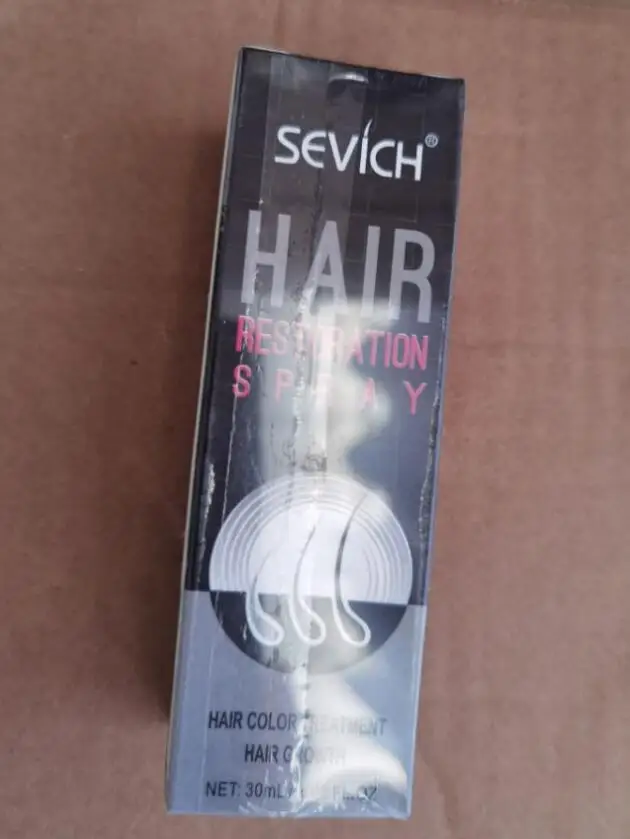 SEVICH®
HAIR
RESTORATION
SPRAY
HAIR COLOR TREATMENT
HAIR GROWTH
NET: 30mL